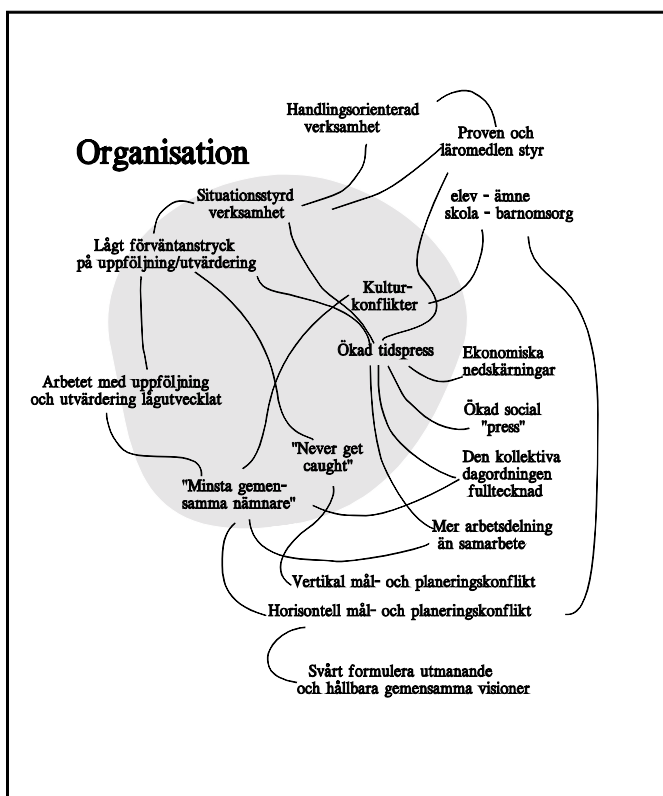 Handlingsorienterad
verksamhet
Proven och
läromedlen styr
Organisation
Situationsstyrd
verksamhet
elev - ämne
skola - barnomsorg
Lågt förväntanstryck
på uppföljning/utvärdering
Kultur-
konflikter
Ökad tidspress
Ekonomiska
nedskärningar
Arbetet med uppföljning
och utvärdering lågutvecklat
Ökad social
"press"
"Never get
caught"
Den kollektiva
dagordningen
fulltecknad
"Minsta gemen-
samma nämnare"
Mer arbetsdelning
än samarbete
Vertikal mål- och planeringskonflikt
Horisontell mål- och planeringskonflikt
Svårt formulera utmanande
och hållbara gemensamma visioner